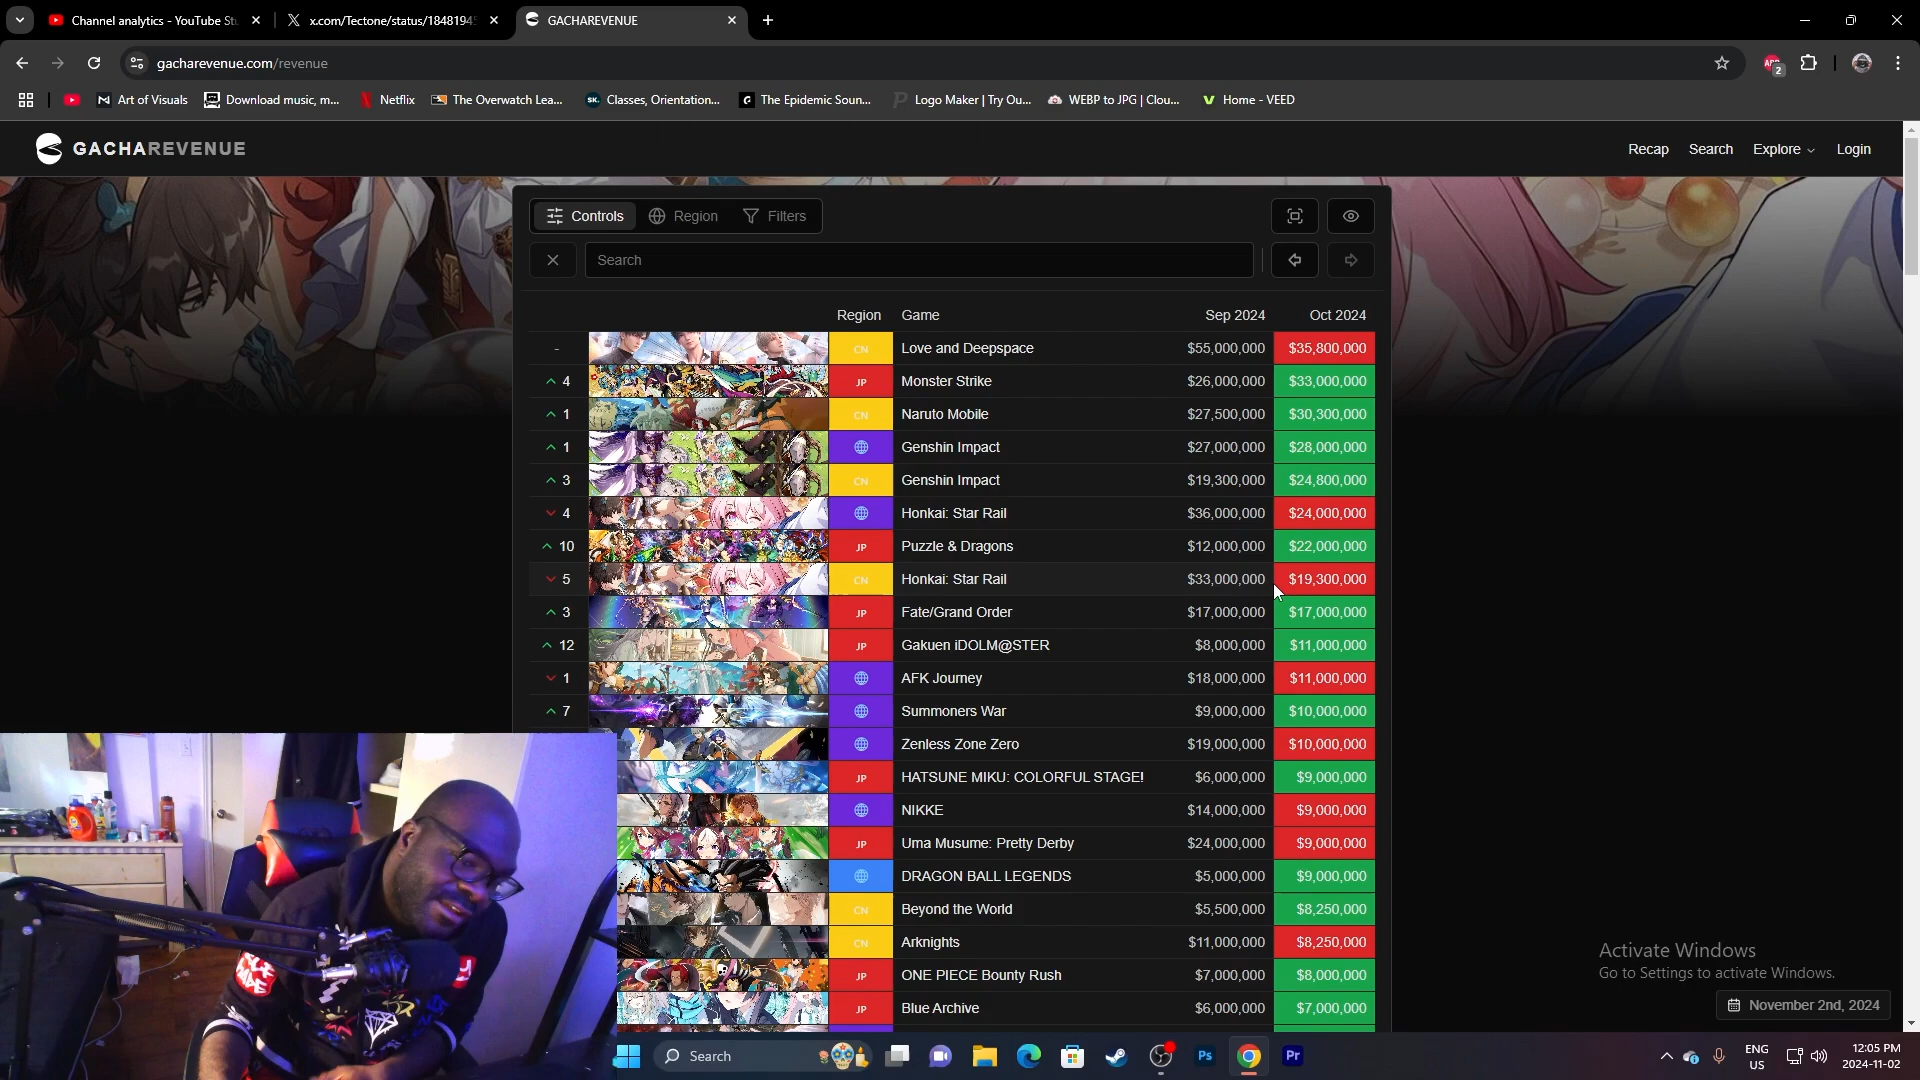 Channel analytics - YouTube St
x.com/Tectone/status/1848194
GACHAREVENUE
gacharevenue.com/revenue
ABP
2
Art of Visuals
Download music, m...
Netflix
The Overwatch Lea...
SK.
Classes, Orientation...
The Epidemic Soun...
Logo Maker | Try Ou...
WEBP to JPG | Clou...
Home - VEED
GACHAREVENUE
Recap
Search
Explore
Login
Controls
Region
Filters
Search
Region Game Sep 2024 Oct 2024
- CN Love and Deepspace $55,000,000 $35,800,000
4 JP Monster Strike $26,000,000 $33,000,000
1 CN Naruto Mobile $27,500,000 $30,300,000
1 Genshin Impact $27,000,000 $28,000,000
3 CN Genshin Impact $19,300,000 $24,800,000
4 Honkai: Star Rail $36,000,000 $24,000,000
10 JP Puzzle & Dragons $12,000,000 $22,000,000
5 CN Honkai: Star Rail $33,000,000 $19,300,000
3 JP Fate/Grand Order $17,000,000 $17,000,000
12 JP Gakuen iDOLM@STER $8,000,000 $11,000,000
1 AFK Journey $18,000,000 $11,000,000
7 Summoners War $9,000,000 $10,000,000
Zenless Zone Zero $19,000,000 $10,000,000
JP HATSUNE MIKU: COLORFUL STAGE! $6,000,000 $9,000,000
NIKKE $14,000,000 $9,000,000
JP Uma Musume: Pretty Derby $24,000,000 $9,000,000
DRAGON BALL LEGENDS $5,000,000 $9,000,000
CN Beyond the World $5,500,000 $8,250,000
CN Arknights $11,000,000 $8,250,000
JP ONE PIECE Bounty Rush $7,000,000 $8,000,000
JP Blue Archive $6,000,000 $7,000,000
Activate Windows
Go to Settings to activate Windows.
November 2nd, 2024
Search
Ps
Pr
ENG
US
12:05 PM
2024-11-02